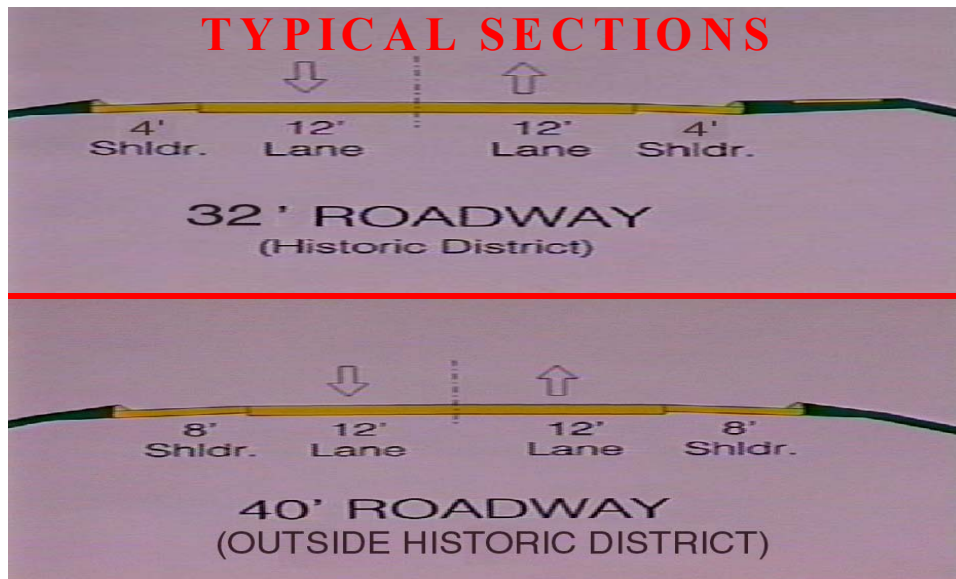 TYPICAL SECTIONS
4' 12' 12' 4'
Shldr. Lane Lane Shldr.
32' ROADWAY
(Historic District)
8' 12' 12' 8'
Shldr. Lane Lane Shldr.
40' ROADWAY
(OUTSIDE HISTORIC DISTRICT)